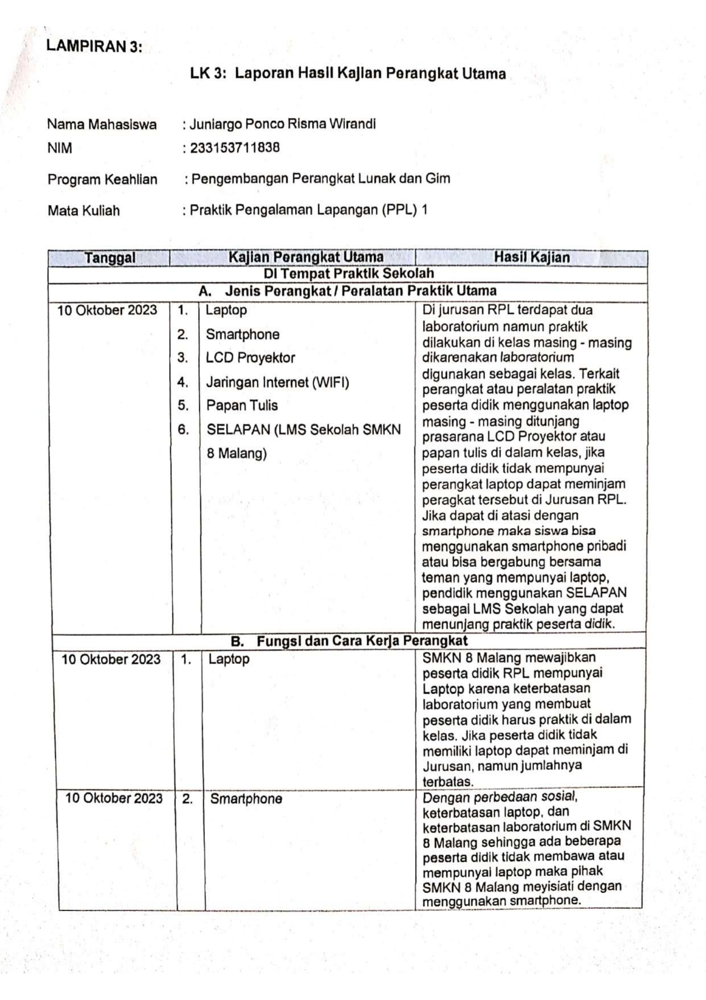 LAMPIRAN 3:
LK 3: Laporan Hasil Kajian Perangkat Utama
Nama Mahasiswa : Juniargo Ponco Risma Wirandi
NIM : 233153711838
Program Keahlian : Pengembangan Perangkat Lunak dan Gim
Mata Kuliah : Praktik Pengalaman Lapangan (PPL) 1
Tanggal Kajian Perangkat Utama Hasil Kajian
Di Tempat Praktik Sekolah
A. Jenis Perangkat / Peralatan Praktik Utama
10 Oktober 2023
1. Laptop
2. Smartphone
3. LCD Proyektor
4. Jaringan Internet (WIFI)
5. Papan Tulis
6. SELAPAN (LMS Sekolah SMKN
8 Malang)
Di jurusan RPL terdapat dua
laboratorium namun praktik
dilakukan di kelas masing - masing
dikarenakan laboratorium
digunakan sebagai kelas. Terkait
perangkat atau peralatan praktik
peserta didik menggunakan laptop
masing - masing ditunjang
prasarana LCD Proyektor atau
papan tulis di dalam kelas, jika
peserta didik tidak mempunyai
perangkat laptop dapat meminjam
peragkat tersebut di Jurusan RPL.
Jika dapat di atasi dengan
smartphone maka siswa bisa
menggunakan smartphone pribadi
atau bisa bergabung bersama
teman yang mempunyai laptop,
pendidik menggunakan SELAPAN
sebagai LMS Sekolah yang dapat
menunjang praktik peserta didik.
B. Fungsi dan Cara Kerja Perangkat
10 Oktober 2023
1. Laptop
SMKN 8 Malang mewajibkan
peserta didik RPL mempunyai
Laptop karena keterbatasan
laboratorium yang membuat
peserta didik harus praktik di dalam
kelas. Jika peserta didik tidak
memiliki laptop dapat meminjam di
Jurusan, namun jumlahnya
terbatas.
10 Oktober 2023
2. Smartphone
Dengan perbedaan sosial,
keterbatasan laptop, dan
keterbatasan laboratorium di SMKN
8 Malang sehingga ada beberapa
peserta didik tidak membawa atau
mempunyai laptop maka pihak
SMKN 8 Malang meyisiati dengan
menggunakan smartphone.